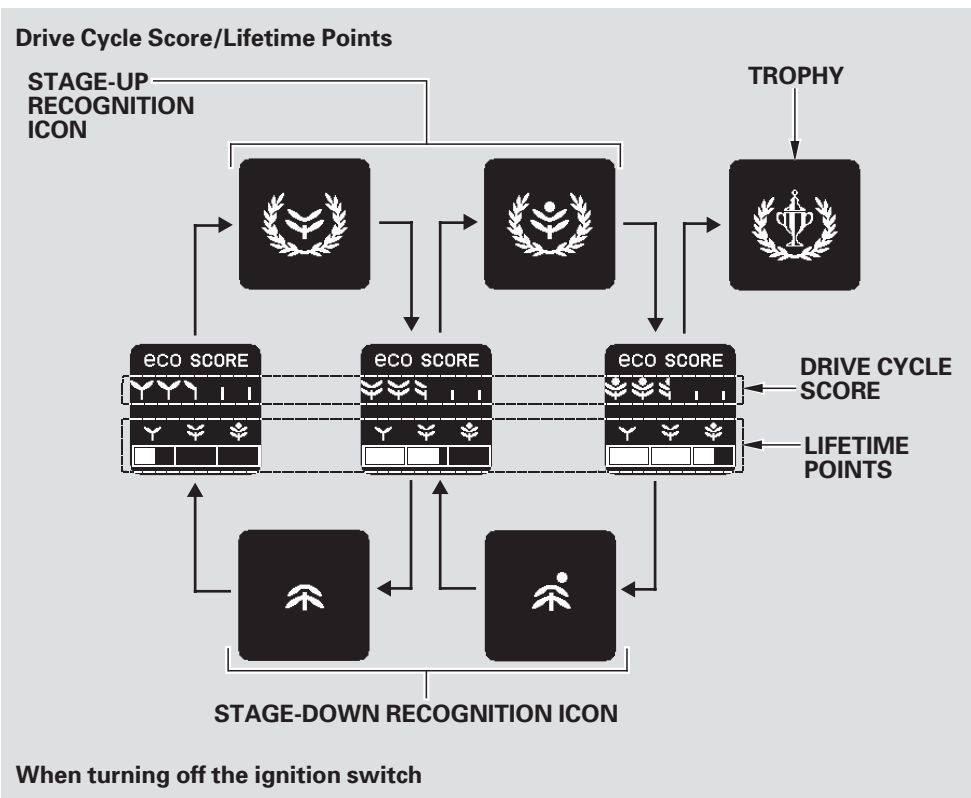 Drive Cycle Score/Lifetime Points
STAGE-UP
RECOGNITION
ICON
TROPHY
eco SCORE
eco SCORE
eco SCORE
DRIVE CYCLE
SCORE
LIFETIME
POINTS
STAGE-DOWN RECOGNITION ICON
When turning off the ignition switch